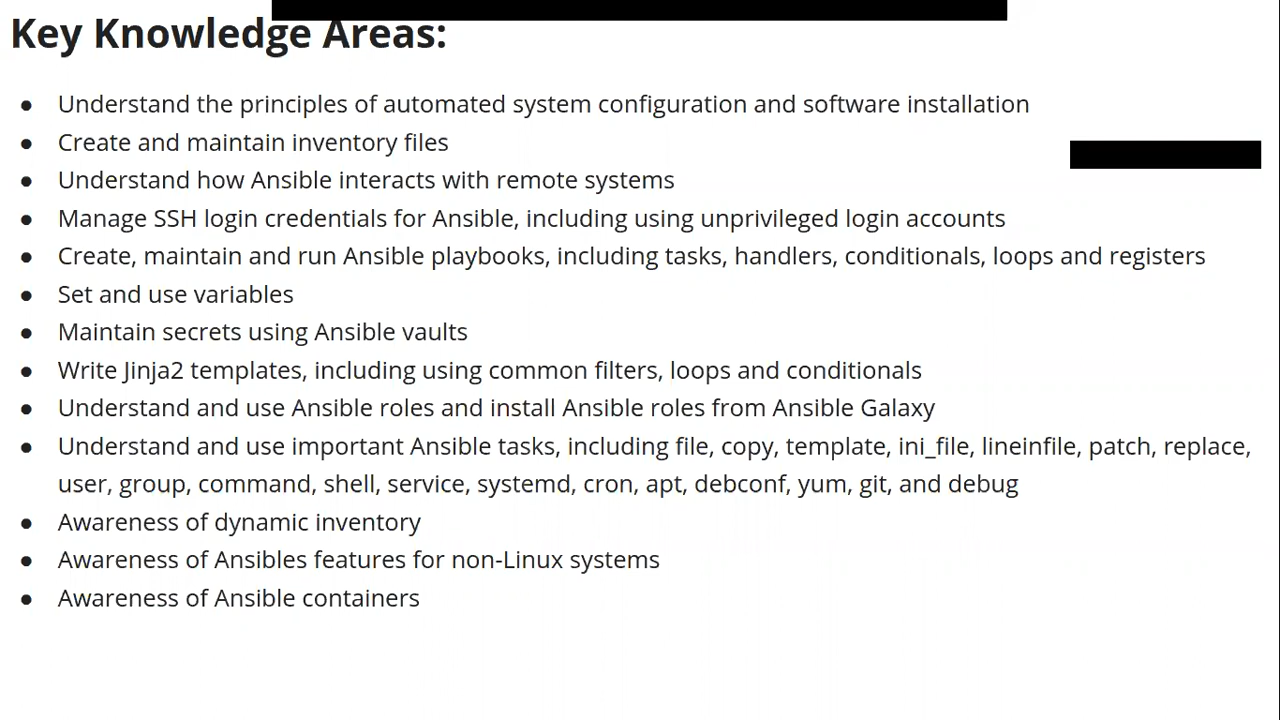 Key Knowledge Areas:
● Understand the principles of automated system configuration and software installation
● Create and maintain inventory files
● Understand how Ansible interacts with remote systems
● Manage SSH login credentials for Ansible, including using unprivileged login accounts
● Create, maintain and run Ansible playbooks, including tasks, handlers, conditionals, loops and registers
● Set and use variables
● Maintain secrets using Ansible vaults
● Write Jinja2 templates, including using common filters, loops and conditionals
● Understand and use Ansible roles and install Ansible roles from Ansible Galaxy
● Understand and use important Ansible tasks, including file, copy, template, ini_file, lineinfile, patch, replace,
user, group, command, shell, service, systemd, cron, apt, debconf, yum, git, and debug
● Awareness of dynamic inventory
● Awareness of Ansibles features for non-Linux systems
● Awareness of Ansible containers